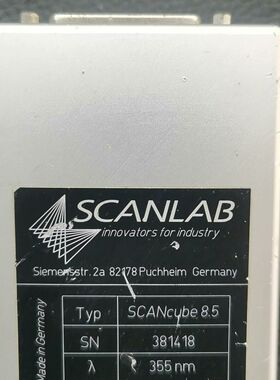 SCANLAB
innovators for industry
Siemensstr. 2a 82178 Puchheim Germany
Made in Germany
Typ SCANcube 8.5
SN 381418
λ 355 nm